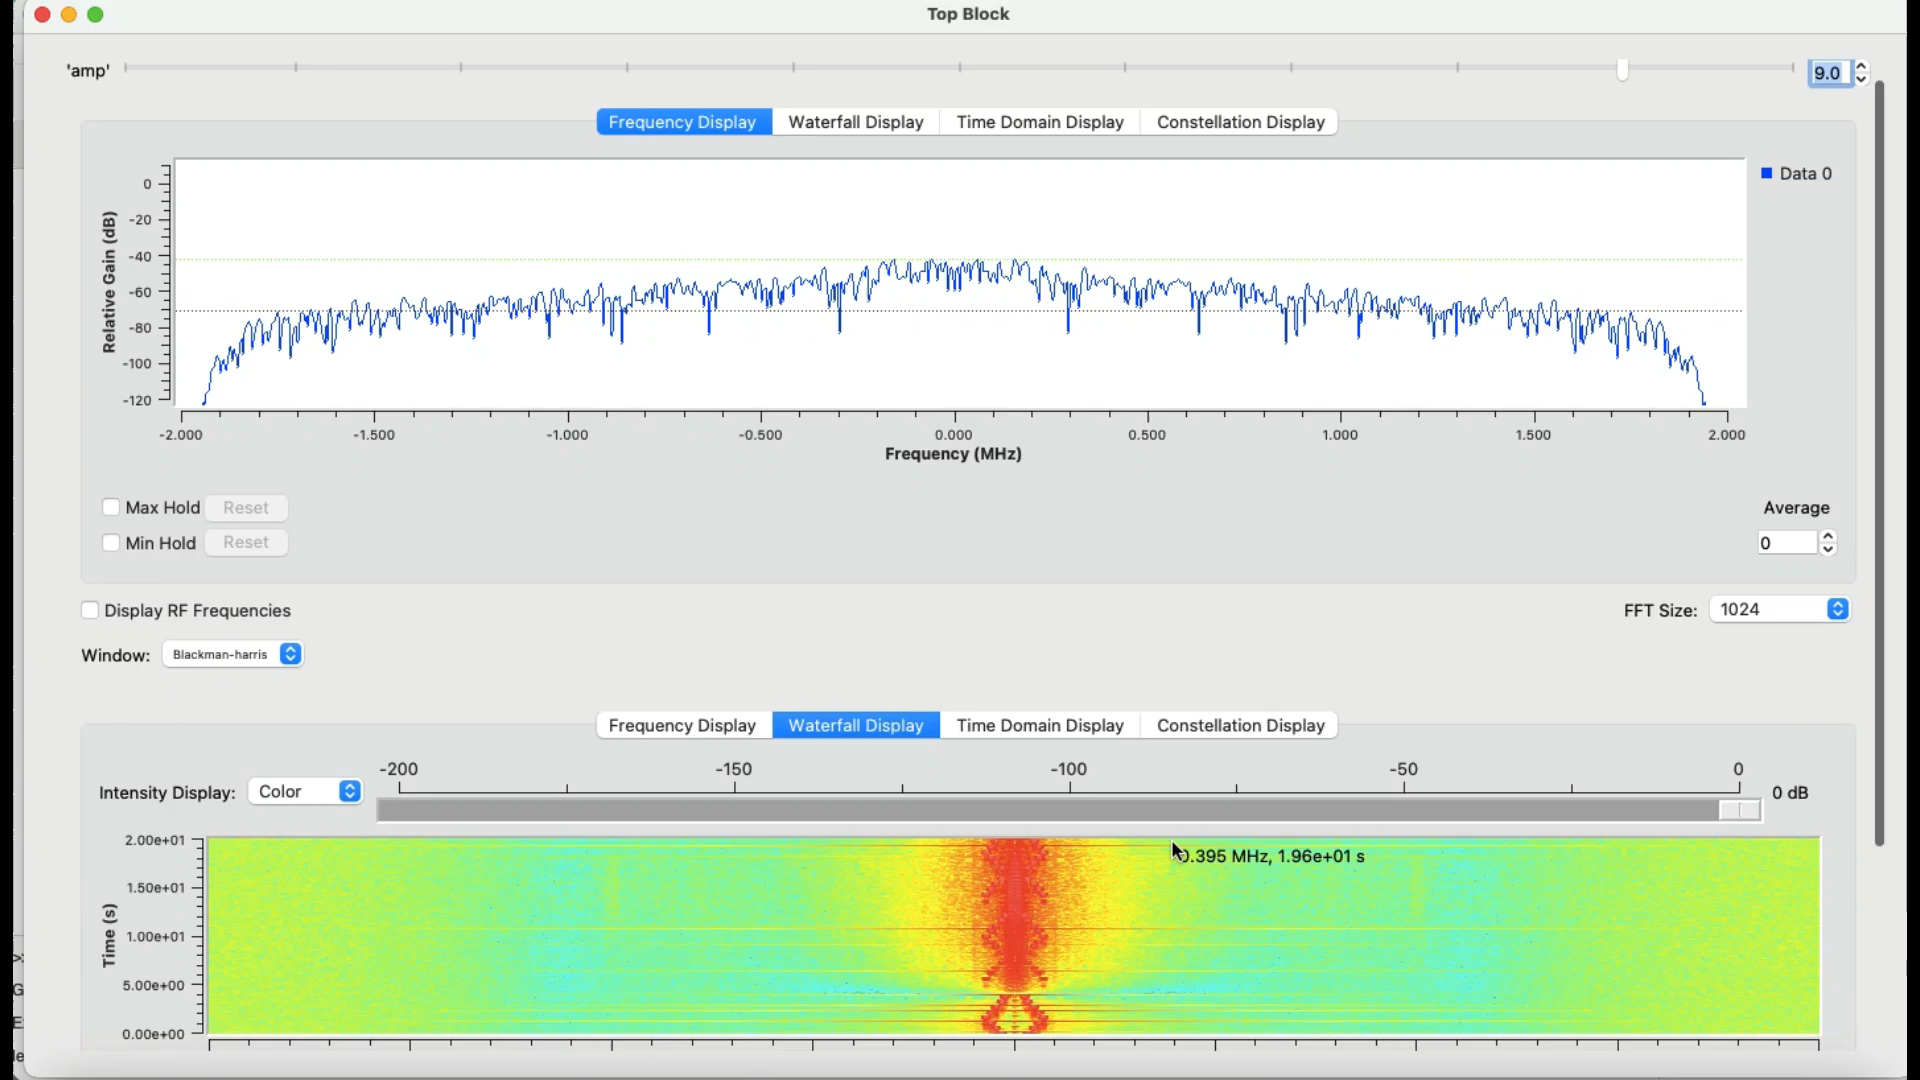 Top Block
'amp'
9.0
Frequency Display Waterfall Display Time Domain Display Constellation Display
Data 0
Relative Gain (dB)
0
-20
-40
-60
-80
-100
-120
-2.000 -1.500 -1.000 -0.500 0.000 0.500 1.000 1.500 2.000
Frequency (MHz)
Max Hold Reset
Average
Min Hold Reset
0
Display RF Frequencies
FFT Size: 1024
Window: Blackman-harris
Frequency Display Waterfall Display Time Domain Display Constellation Display
-200 -150 -100 -50 0
Intensity Display: Color
0 dB
2.00e+01
.395 MHz, 1.96e+01 s
1.50e+01
1.00e+01
5.00e+00
0.00e+00
Time (s)